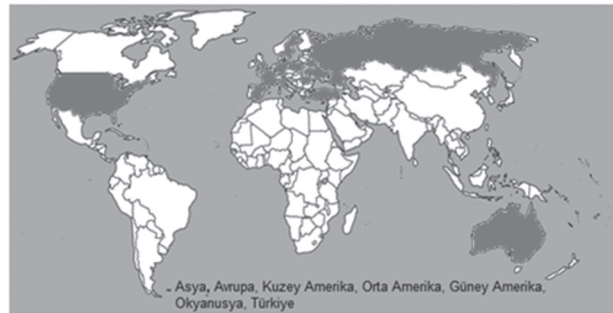 - Asya, Avrupa, Kuzey Amerika, Orta Amerika, Güney Amerika,
Okyanusya, Türkiye